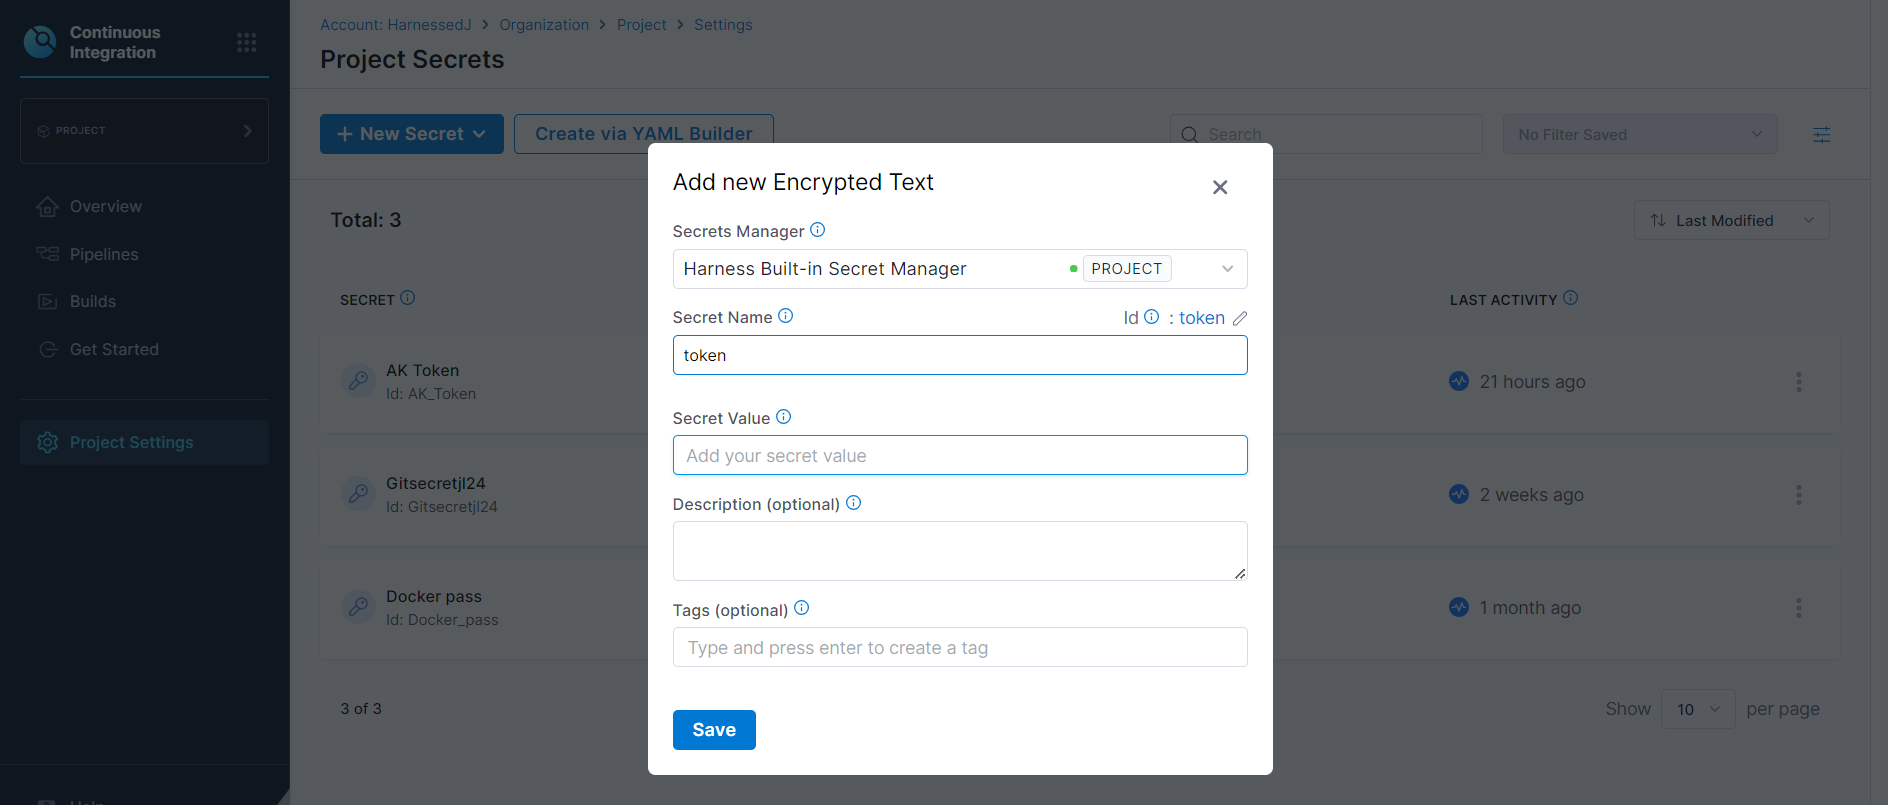 Continuous
Integration
PROJECT
Overview
Pipelines
Builds
Get Started
Project Settings
Account: HarnessedJ > Organization > Project > Settings
Project Secrets
+ New Secret
Create via YAML Builder
Search
No Filter Saved
Total: 3
Last Modified
SECRET
LAST ACTIVITY
AK Token
Id: AK_Token
21 hours ago
Gitsecretjl24
Id: Gitsecretjl24
2 weeks ago
Docker pass
Id: Docker_pass
1 month ago
3 of 3
Show 10 per page
Add new Encrypted Text
Secrets Manager
Harness Built-in Secret Manager
PROJECT
Secret Name
Id : token
token
Secret Value
Add your secret value
Description (optional)
Tags (optional)
Type and press enter to create a tag
Save